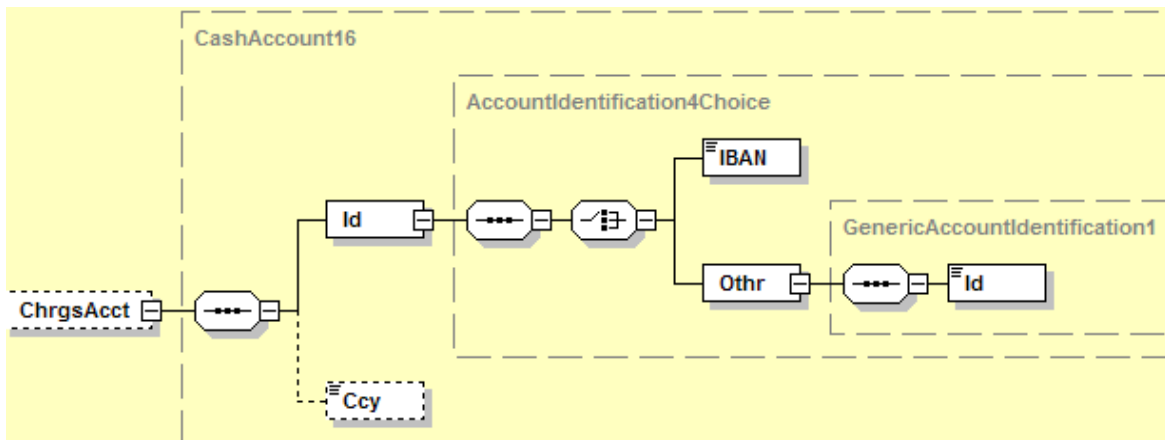 CashAccount16
AccountIdentification4Choice
IBAN
Id
GenericAccountIdentification1
Othr
Id
ChrgsAcct
Ccy